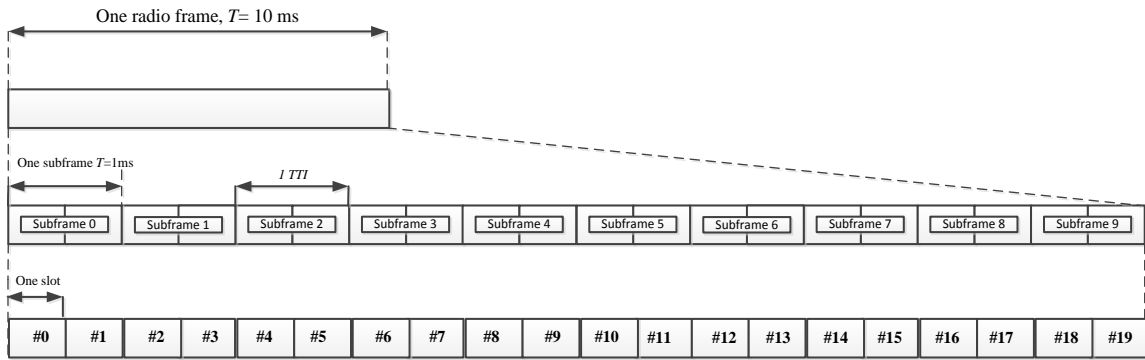 One radio frame, T= 10 ms
One subframe T=1ms
1 TTI
Subframe 0 Subframe 1 Subframe 2 Subframe 3 Subframe 4 Subframe 5 Subframe 6 Subframe 7 Subframe 8 Subframe 9
One slot
#0 #1 #2 #3 #4 #5 #6 #7 #8 #9 #10 #11 #12 #13 #14 #15 #16 #17 #18 #19